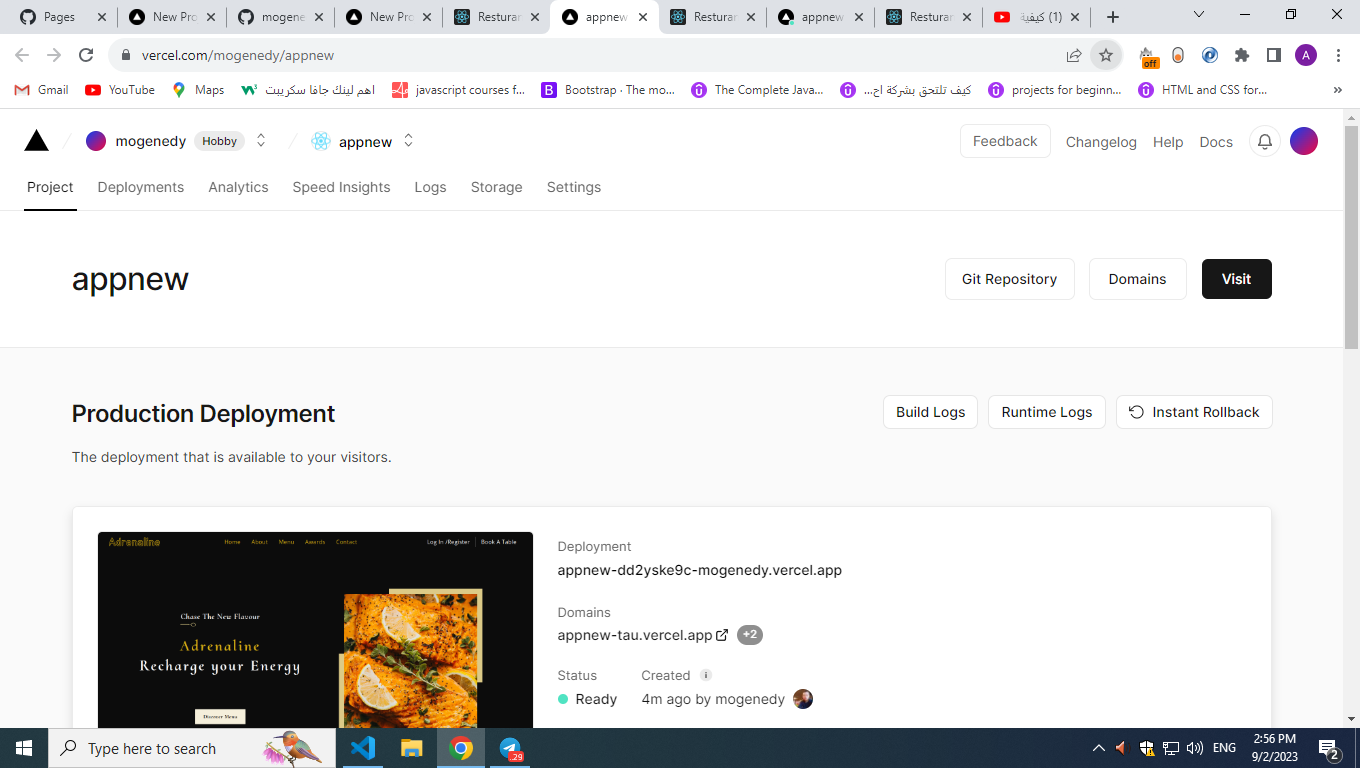 Pages
New Pro
mogene
New Pro
Resturar
appnew
Resturar
appnew
Resturar
(1) كيفية
vercel.com/mogenedy/appnew
off
A
Gmail
YouTube
Maps
اهم لينك جافا سكريبت
javascript courses f...
Bootstrap · The mo...
The Complete Java...
كيف تلتحق بشركة اح...
projects for beginn...
HTML and CSS for...
mogenedy
Hobby
appnew
Feedback
Changelog
Help
Docs
Project
Deployments
Analytics
Speed Insights
Logs
Storage
Settings
appnew
Git Repository
Domains
Visit
Production Deployment
Build Logs
Runtime Logs
Instant Rollback
The deployment that is available to your visitors.
Adrenaline
Home
About
Menu
Awards
Contact
Log In /Register
Book A Table
Chase The New Flavour
Adrenaline
Recharge your Energy
Discover Menu
Deployment
appnew-dd2yske9c-mogenedy.vercel.app
Domains
appnew-tau.vercel.app
+2
Status
Created
Ready
4m ago by mogenedy
Type here to search
29
ENG
2:56 PM
9/2/2023
2